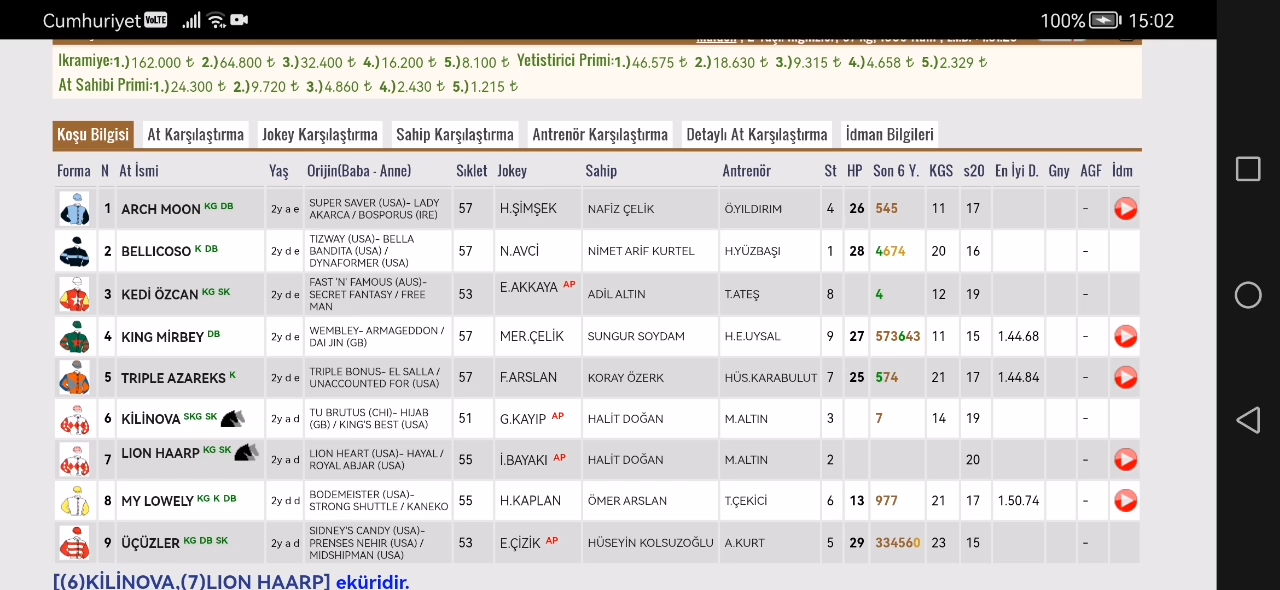 Cumhuriyet VoLTE 100% 15:02
Ikramiye:1.)162.000 ₺ 2.)64.800 ₺ 3.)32.400 ₺ 4.)16.200 ₺ 5.)8.100 ₺ Yetistirici Primi:1.)46.575 ₺ 2.)18.630 ₺ 3.)9.315 ₺ 4.)4.658 ₺ 5.)2.329 ₺
At Sahibi Primi:1.)24.300 ₺ 2.)9.720 ₺ 3.)4.860 ₺ 4.)2.430 ₺ 5.)1.215 ₺
Koşu Bilgisi At Karşılaştırma Jokey Karşılaştırma Sahip Karşılaştırma Antrenör Karşılaştırma Detaylı At Karşılaştırma İdman Bilgileri
Forma N At İsmi Yaş Orijin(Baba - Anne) Sıklet Jokey Sahip Antrenör St HP Son 6 Y. KGS s20 En İyi D. Gny AGF İdm
1 ARCH MOON KG DB 2y a e SUPER SAVER (USA)- LADY AKARCA / BOSPORUS (IRE) 57 H.ŞİMŞEK NAFİZ ÇELİK Ö.YILDIRIM 4 26 545 11 17 -
2 BELLICOSO K DB 2y d e TIZWAY (USA)- BELLA BANDITA (USA) / DYNAFORMER (USA) 57 N.AVCİ NİMET ARİF KURTEL H.YÜZBAŞI 1 28 4674 20 16 -
3 KEDİ ÖZCAN KG SK 2y d e FAST 'N' FAMOUS (AUS)- SECRET FANTASY / FREE MAN 53 E.AKKAYA AP ADİL ALTIN T.ATEŞ 8 4 12 19 -
4 KING MİRBEY DB 2y d e WEMBLEY- ARMAGEDDON / DAI JIN (GB) 57 MER.ÇELİK SUNGUR SOYDAM H.E.UYSAL 9 27 573643 11 15 1.44.68 -
5 TRIPLE AZAREKS K 2y d e TRIPLE BONUS- EL SALLA / UNACCOUNTED FOR (USA) 57 F.ARSLAN KORAY ÖZERK HÜS.KARABULUT 7 25 574 21 17 1.44.84 -
6 KİLİNOVA SKG SK 2y a d TU BRUTUS (CHI)- HIJAB (GB) / KING'S BEST (USA) 51 G.KAYIP AP HALİT DOĞAN M.ALTIN 3 7 14 19 -
7 LION HAARP KG SK 2y a d LION HEART (USA)- HAYAL / ROYAL ABJAR (USA) 55 İ.BAYAKI AP HALİT DOĞAN M.ALTIN 2 20 -
8 MY LOWELY KG K DB 2y d d BODEMEISTER (USA)- STRONG SHUTTLE / KANEKO 55 H.KAPLAN ÖMER ARSLAN T.ÇEKİCİ 6 13 977 21 17 1.50.74 -
9 ÜÇÜZLER KG DB SK 2y a d SIDNEY'S CANDY (USA)- PRENSES NEHIR (USA) / MIDSHIPMAN (USA) 53 E.ÇİZİK AP HÜSEYİN KOLSUZOĞLU A.KURT 5 29 334560 23 15 -
[(6)KİLİNOVA,(7)LION HAARP] eküridir.